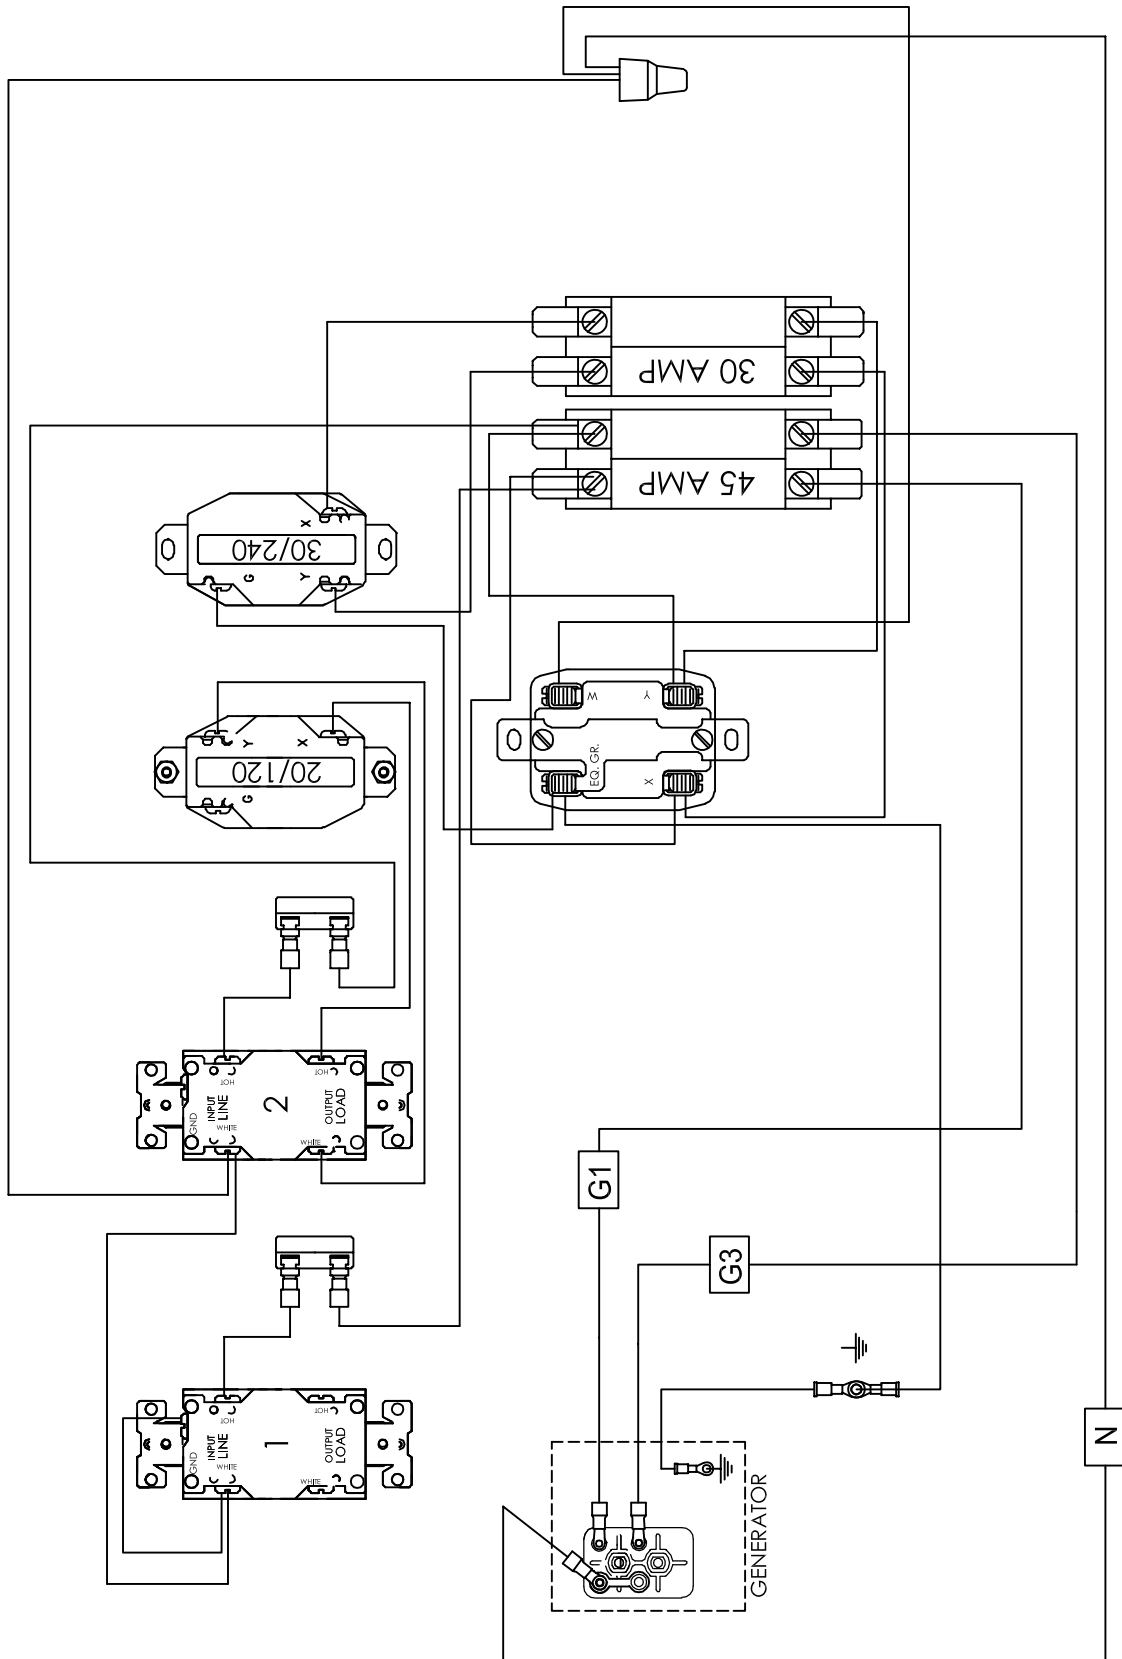 30 AMP
45 AMP
X
30/240
G
Y
W
Y
Y
X
20/120
G
EQ. GR.
X
HOT
HOT
INPUT
LINE
2
OUTPUT
LOAD
GND
WHITE
WHITE
G1
G3
HOT
HOT
INPUT
LINE
1
OUTPUT
LOAD
GND
WHITE
WHITE
N
GENERATOR